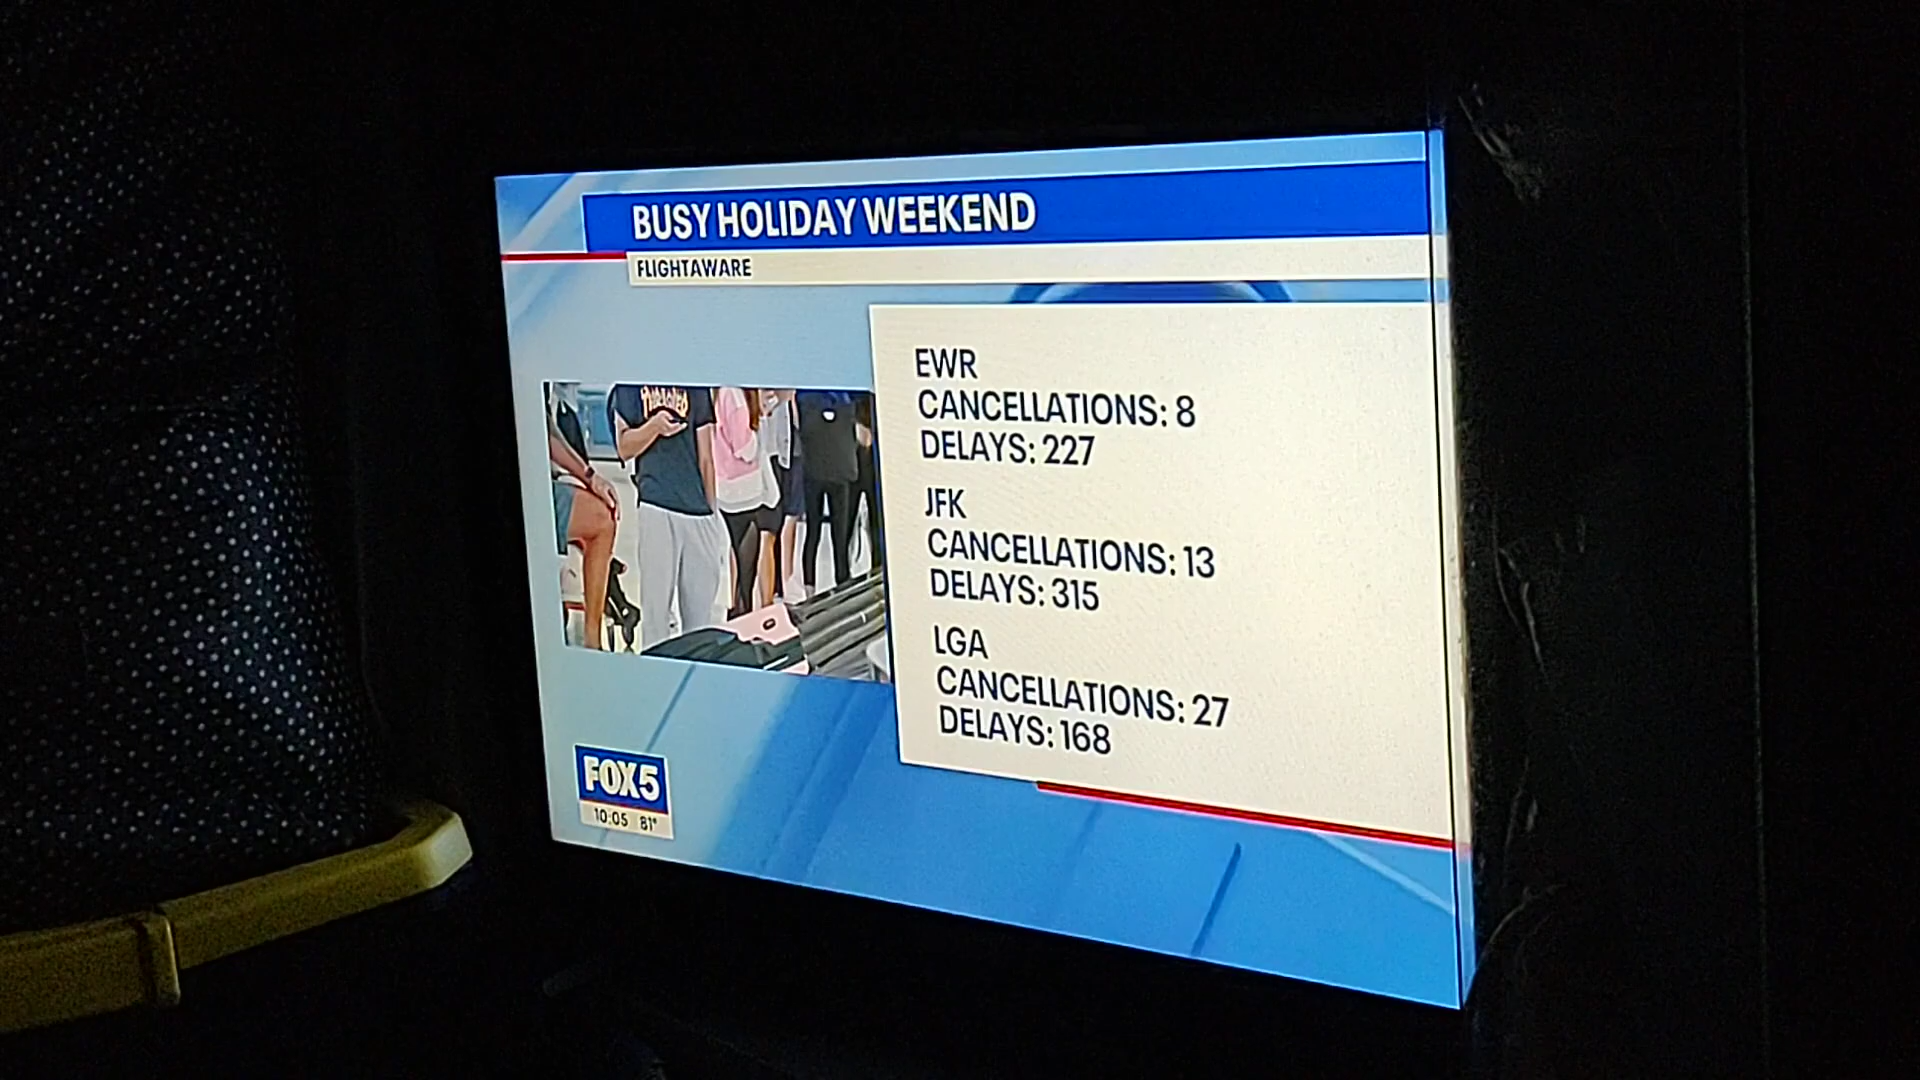 BUSY HOLIDAY WEEKEND
FLIGHTAWARE
EWR
CANCELLATIONS: 8
DELAYS: 227
JFK
CANCELLATIONS: 13
DELAYS: 315
LGA
CANCELLATIONS: 27
DELAYS: 168
FOX5
10:05 81°